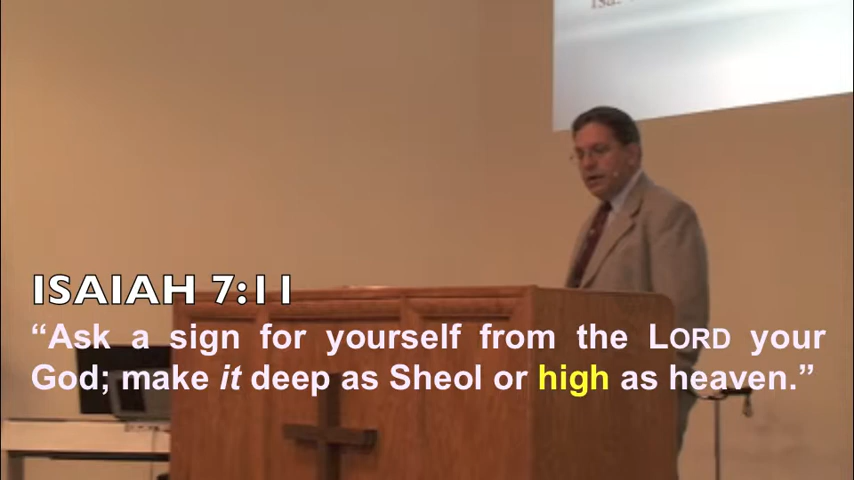 Isa.
ISAIAH 7:11
“Ask a sign for yourself from the LORD your
God; make it deep as Sheol or high as heaven.”